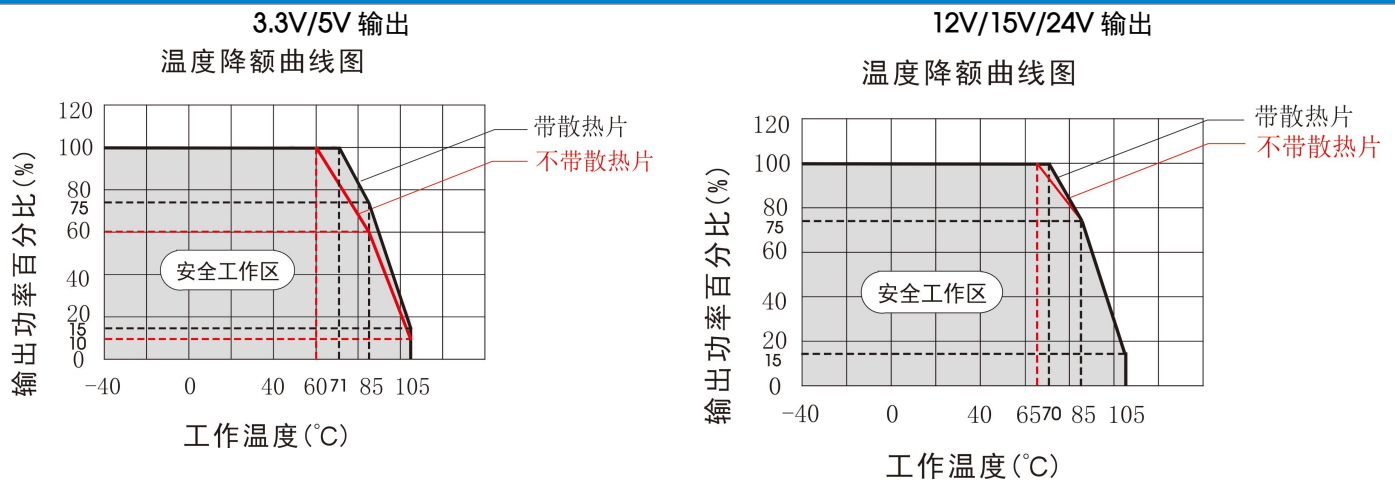 3.3V/5V 输出
温度降额曲线图
输出功率百分比(%)
120
100
80
75
60
40
20
15
10
0
-40 0 40 60 71 85 105
工作温度(℃)
安全工作区
带散热片
不带散热片
12V/15V/24V 输出
温度降额曲线图
输出功率百分比(%)
120
100
80
75
60
40
20
15
0
-40 0 40 65 70 85 105
工作温度(℃)
安全工作区
带散热片
不带散热片